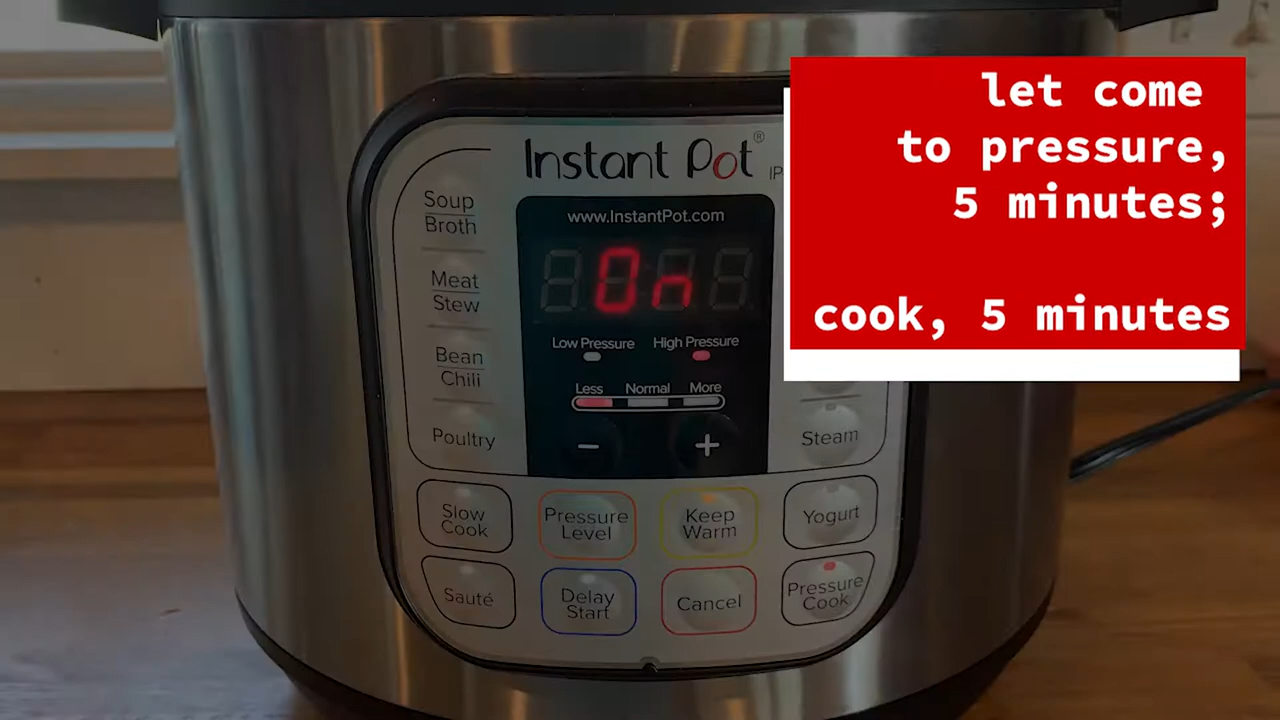 let come
to pressure,
5 minutes;
cook, 5 minutes
Instant Pot®
IP
www.InstantPot.com
On
Low Pressure High Pressure
Less Normal More
- +
Soup
Broth
Meat
Stew
Bean
Chili
Poultry
Steam
Slow
Cook
Pressure
Level
Keep
Warm
Yogurt
Sauté
Delay
Start
Cancel
Pressure
Cook